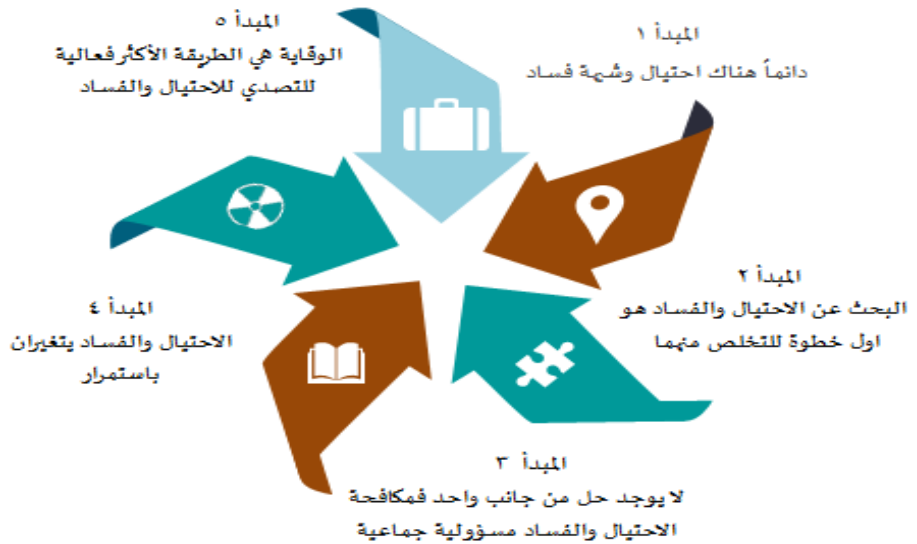 المبدأ ١
دائماً هناك احتيال وشبهة فساد
المبدأ ٢
البحث عن الاحتيال والفساد هو
اول خطوة للتخلص منهما
المبدأ ٣
لا يوجد حل من جانب واحد فمكافحة
الاحتيال والفساد مسؤولية جماعية
المبدأ ٤
الاحتيال والفساد يتغيران
باستمرار
المبدأ ٥
الوقاية هي الطريقة الأكثر فعالية
للتصدي للاحتيال والفساد